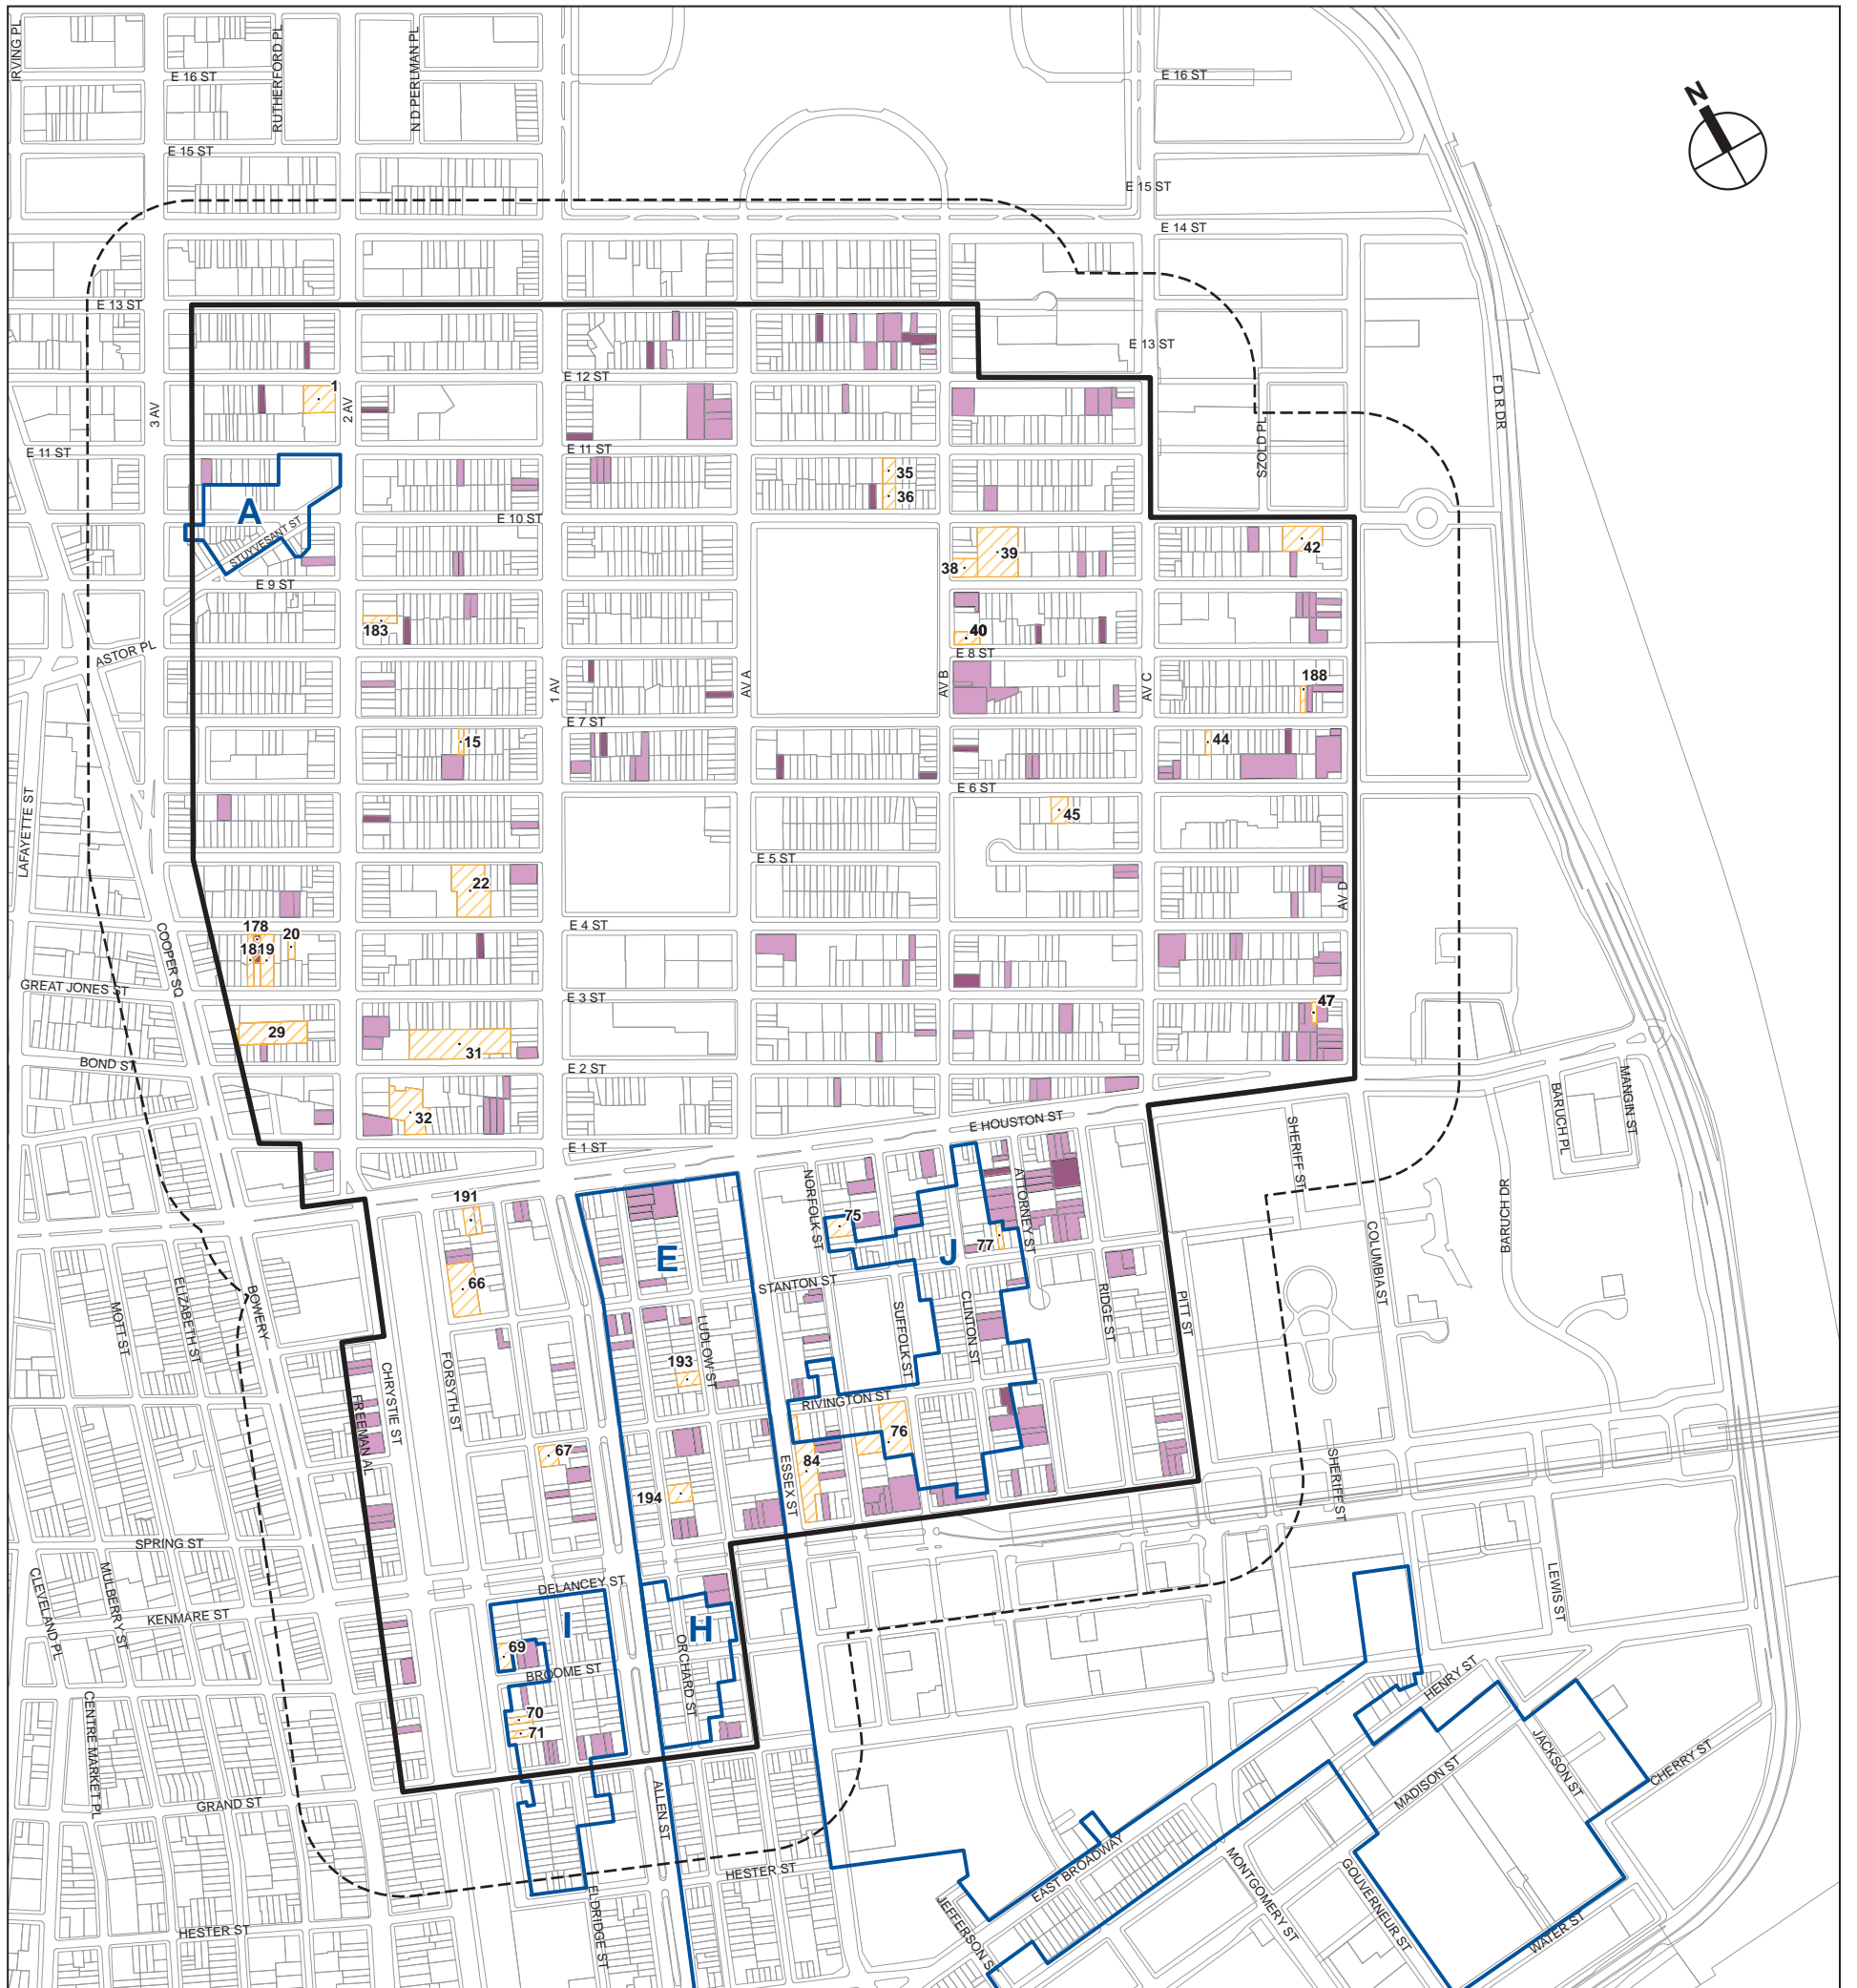 IRVING PL
RUTHERFORD PL
N D PERLMAN PL
E 16 ST
E 16 ST
N
E 15 ST
E 15 ST
E 14 ST
E 13 ST
E 13 ST
3 AV
1
2 AV
E 12 ST
F D R DR
E 11 ST
E 11 ST
SZOLD PL
35
36
A
STUYVESANT ST
E 10 ST
39
38
42
E 9 ST
183
40
ASTOR PL
E 8 ST
1 AV
AV A
AV B
AV C
188
E 7 ST
15
44
E 6 ST
LAFAYETTE ST
45
E 5 ST
22
AV D
E 4 ST
178
20
18
19
COOPER SQ
GREAT JONES ST
E 3 ST
47
29
31
BOND ST
E 2 ST
32
E HOUSTON ST
E 1 ST
SHERIFF ST
BARUCH PL
MANGIN ST
191
NORFOLK ST
75
ATTORNEY ST
77
E
J
BARUCH DR
COLUMBIA ST
66
STANTON ST
MOTT ST
ELIZABETH ST
BOWERY
SUFFOLK ST
CLINTON ST
RIDGE ST
PITT ST
LUDLOW ST
193
FORSYTH ST
CHRYSTIE ST
FREEMAN AL
RIVINGTON ST
76
67
84
194
ESSEX ST
SHERIFF ST
SPRING ST
CLEVELAND PL
MULBERRY ST
KENMARE ST
DELANCEY ST
I
H
LEWIS ST
69
BROOME ST
ORCHARD ST
70
71
HENRY ST
CENTRE MARKET PL
JACKSON ST
CHERRY ST
MADISON ST
GRAND ST
ALLEN ST
HESTER ST
EAST BROADWAY
MONTGOMERY ST
GOUVERNEUR ST
JEFFERSON S
ELDRIDGE ST
HESTER ST
WATER ST